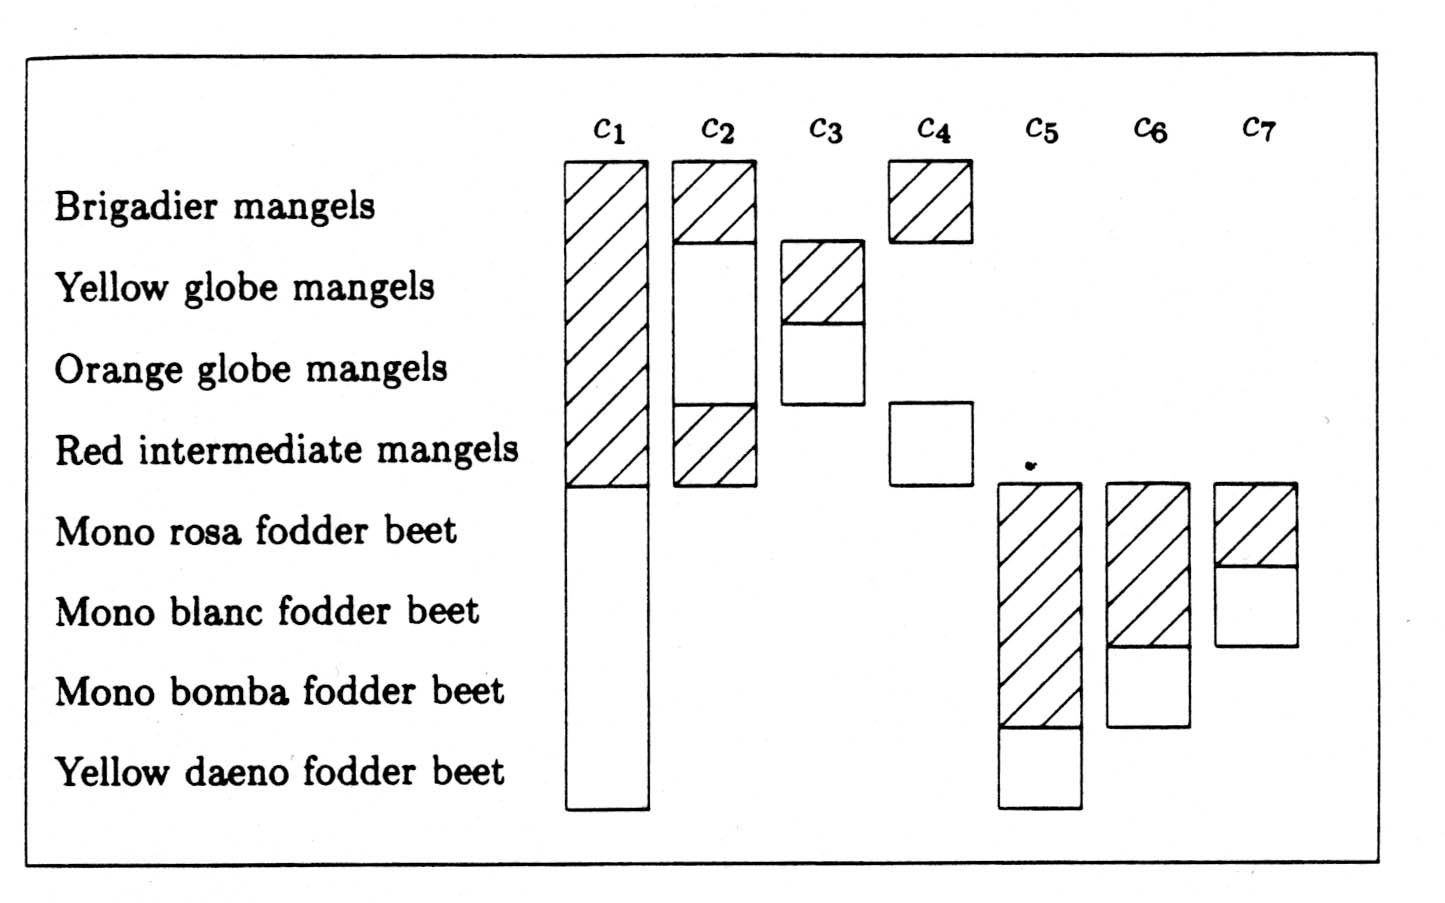 c1 c2 c3 c4 c5 c6 c7
Brigadier mangels
Yellow globe mangels
Orange globe mangels
Red intermediate mangels
Mono rosa fodder beet
Mono blanc fodder beet
Mono bomba fodder beet
Yellow daeno fodder beet